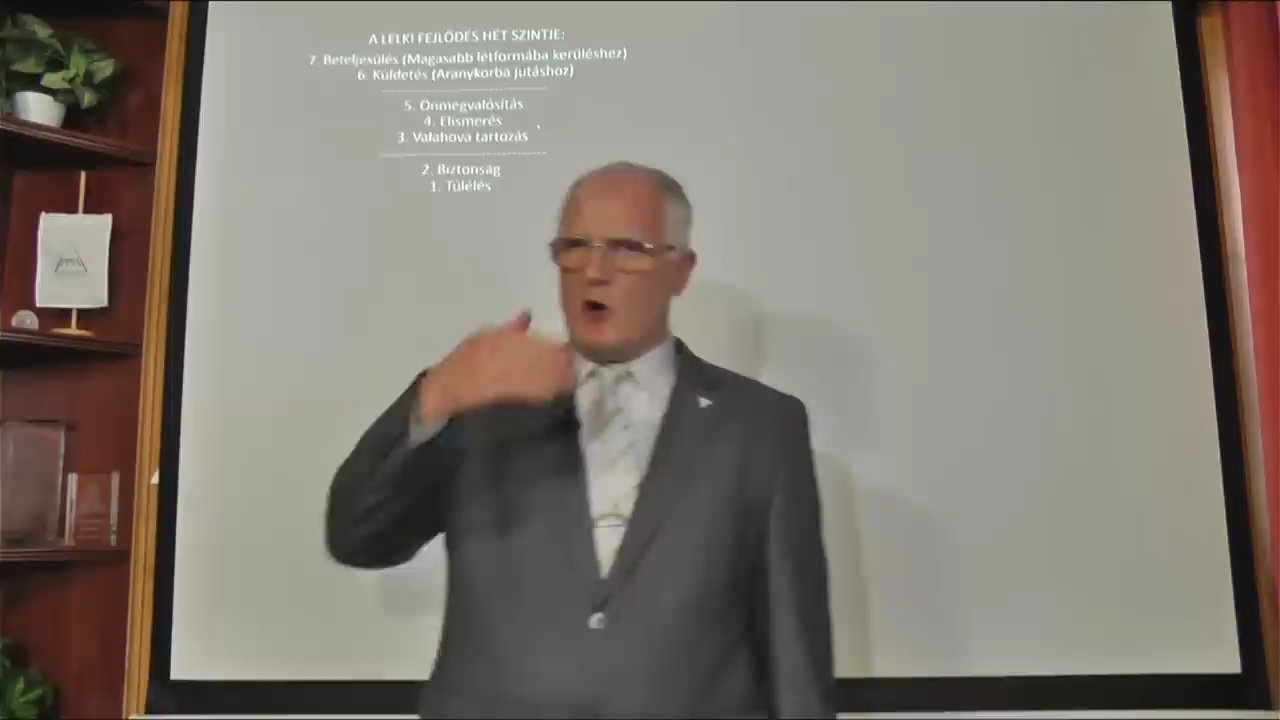 A LELKI FEJLŐDÉS HÉT SZINTJE:
7. Beteljesülés (Magasabb létformába kerüléshez)
6. Küldetés (Aranykorba jutáshoz)
5. Önmegvalósítás
4. Elismerés
3. Valahova tartozás
2. Biztonság
1. Túlélés